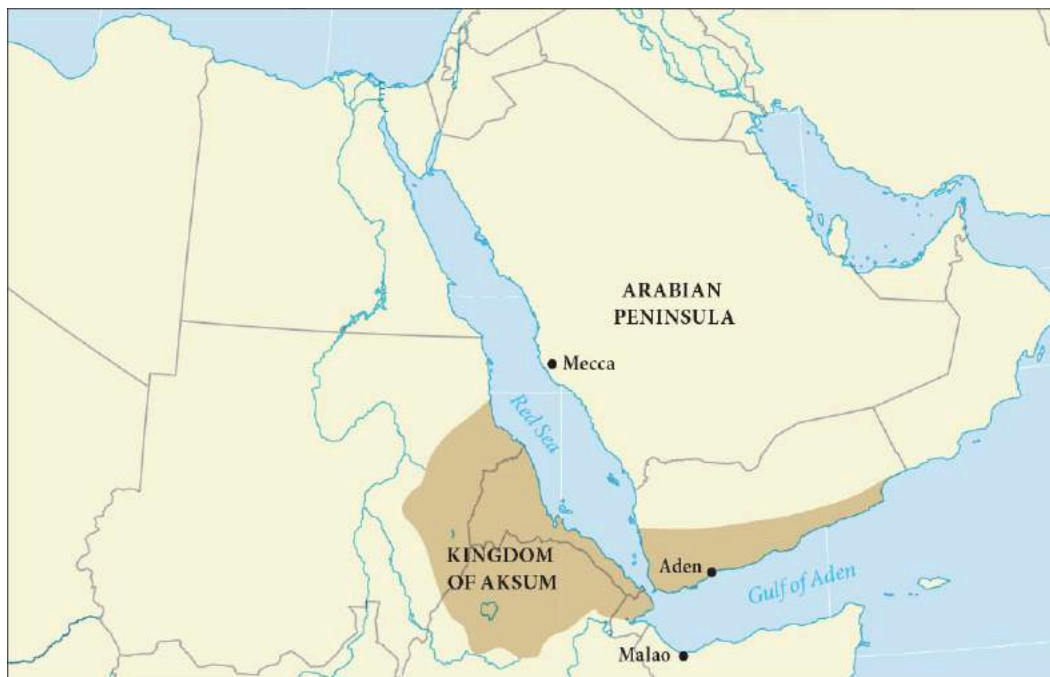 ARABIAN
PENINSULA
Mecca
Red Sea
KINGDOM
OF AKSUM
Aden
Gulf of Aden
Malao